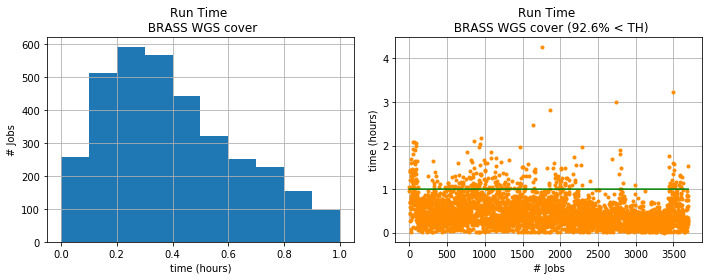 Run Time
BRASS WGS cover
600
500
400
300
200
100
0
# Jobs
0.0 0.2 0.4 0.6 0.8 1.0
time (hours)
Run Time
BRASS WGS cover (92.6% < TH)
4
3
2
1
0
time (hours)
0 500 1000 1500 2000 2500 3000 3500
# Jobs